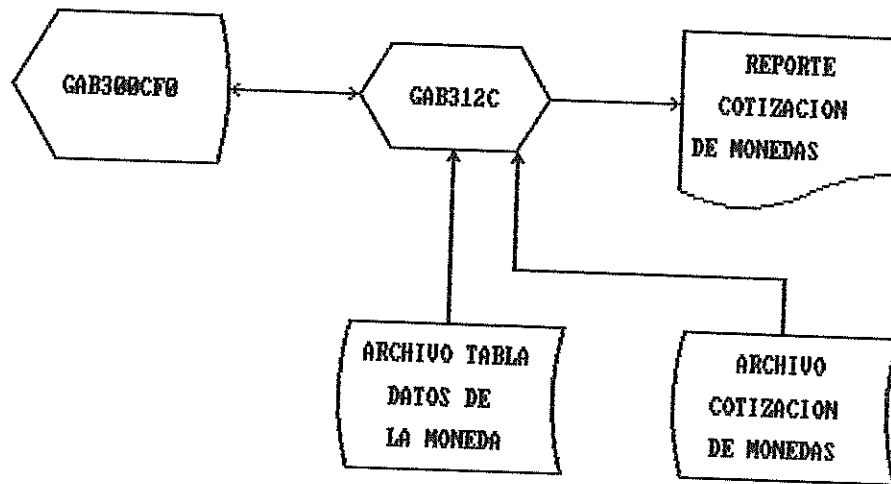 GAB300CF0
GAB312C
REPORTE
COTIZACION
DE MONEDAS
ARCHIVO TABLA
DATOS DE
LA MONEDA
ARCHIVO
COTIZACION
DE MONEDAS